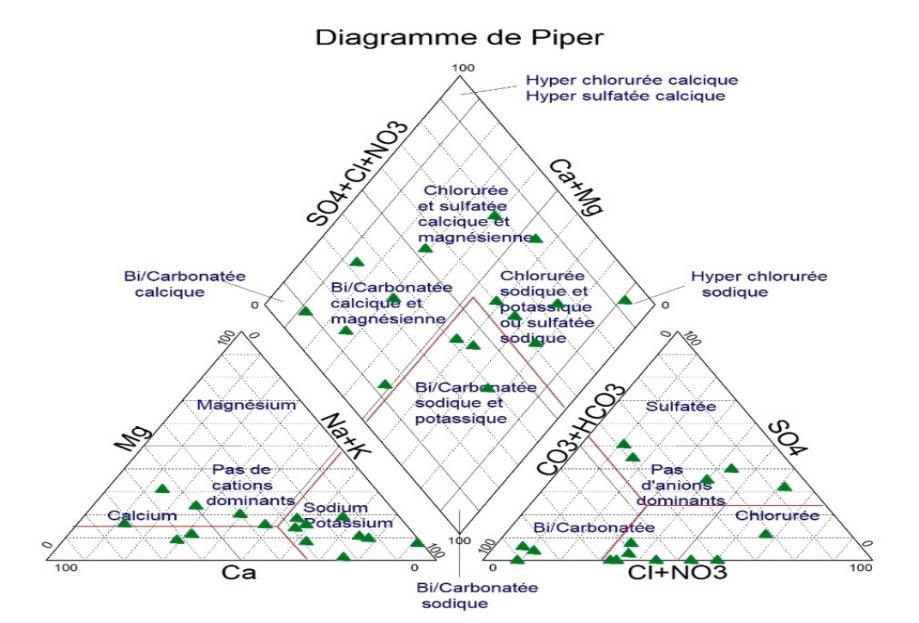 Diagramme de Piper
100
Hyper chlorurée calcique
Hyper sulfatée calcique
SO4+Cl+NO3
Ca+Mg
Chlorurée
et sulfatée
calcique et
magnésienne
Bi/Carbonatée
calcique
0
Bi/Carbonatée
calcique et
magnésienne
Chlorurée
sodique et
potassique
ou sulfatée
sodique
0
Hyper chlorurée
sodique
Bi/Carbonatée
sodique et
potassique
100
Bi/Carbonatée
sodique
100
0
Mg
Na+K
Magnésium
Pas de
cations
dominants
Calcium
Sodium
Potassium
0
100
100
Ca
0
0
100
CO3+HCO3
SO4
Sulfatée
Pas
d'anions
dominants
Bi/Carbonatée
Chlorurée
100
0
0
Cl+NO3
100